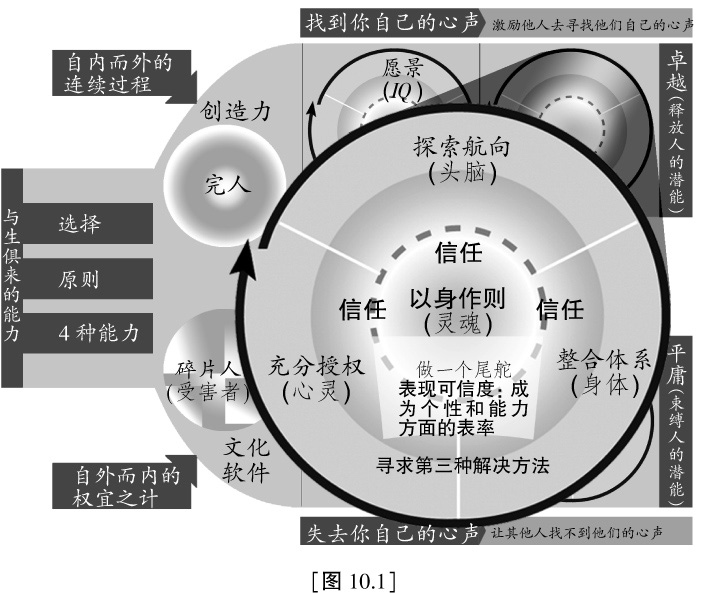 找到你自己的心声
激励他人去寻找他们自己的心声
自内而外的
连续过程
创造力
完人
愿景
(IQ)
卓越(释放人的潜能)
探索航向
(头脑)
与生俱来的能力
选择
原则
4种能力
信任
信任
以身作则
(灵魂)
信任
碎片人
(受害者)
充分授权
(心灵)
整合体系
(身体)
做一个尾舵
表现可信度:成
为个性和能力
方面的表率
平庸(束缚人的潜能)
文化
软件
寻求第三种解决方法
自外而内的
权宜之计
失去你自己的心声
让其他人找不到他们的心声
[图 10.1]